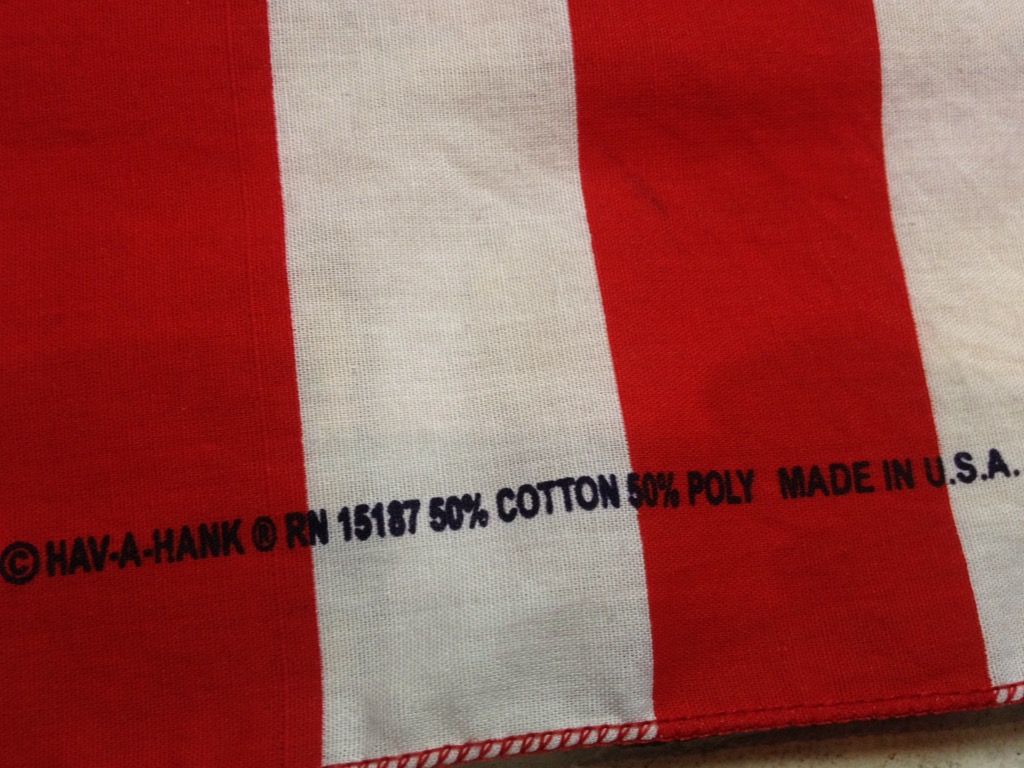 © HAV-A-HANK ® RN 15187 50% COTTON 50% POLY MADE IN U.S.A.